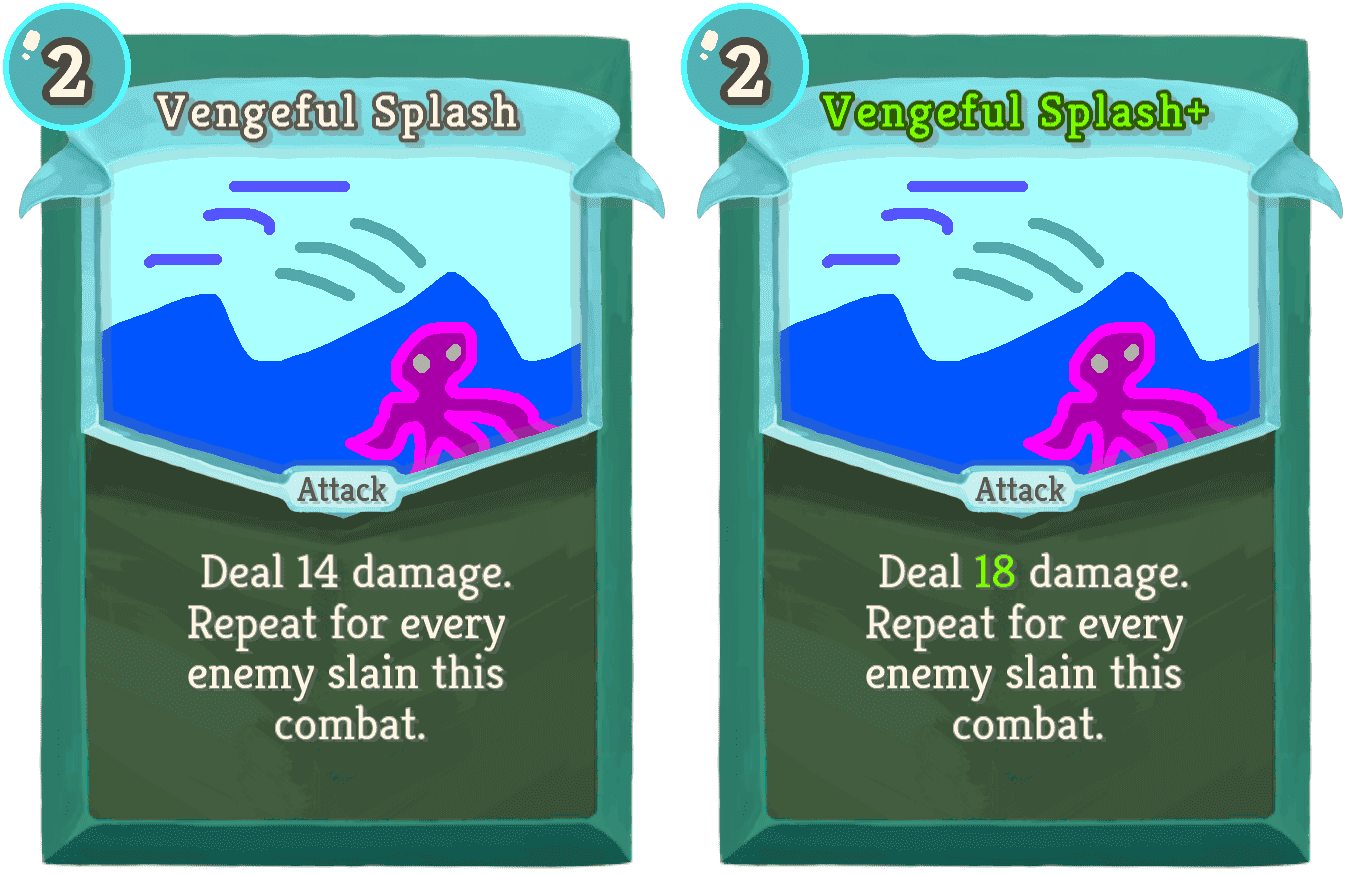 2
Vengeful Splash
Attack
Deal 14 damage.
Repeat for every
enemy slain this
combat.
2
Vengeful Splash+
Attack
Deal 18 damage.
Repeat for every
enemy slain this
combat.